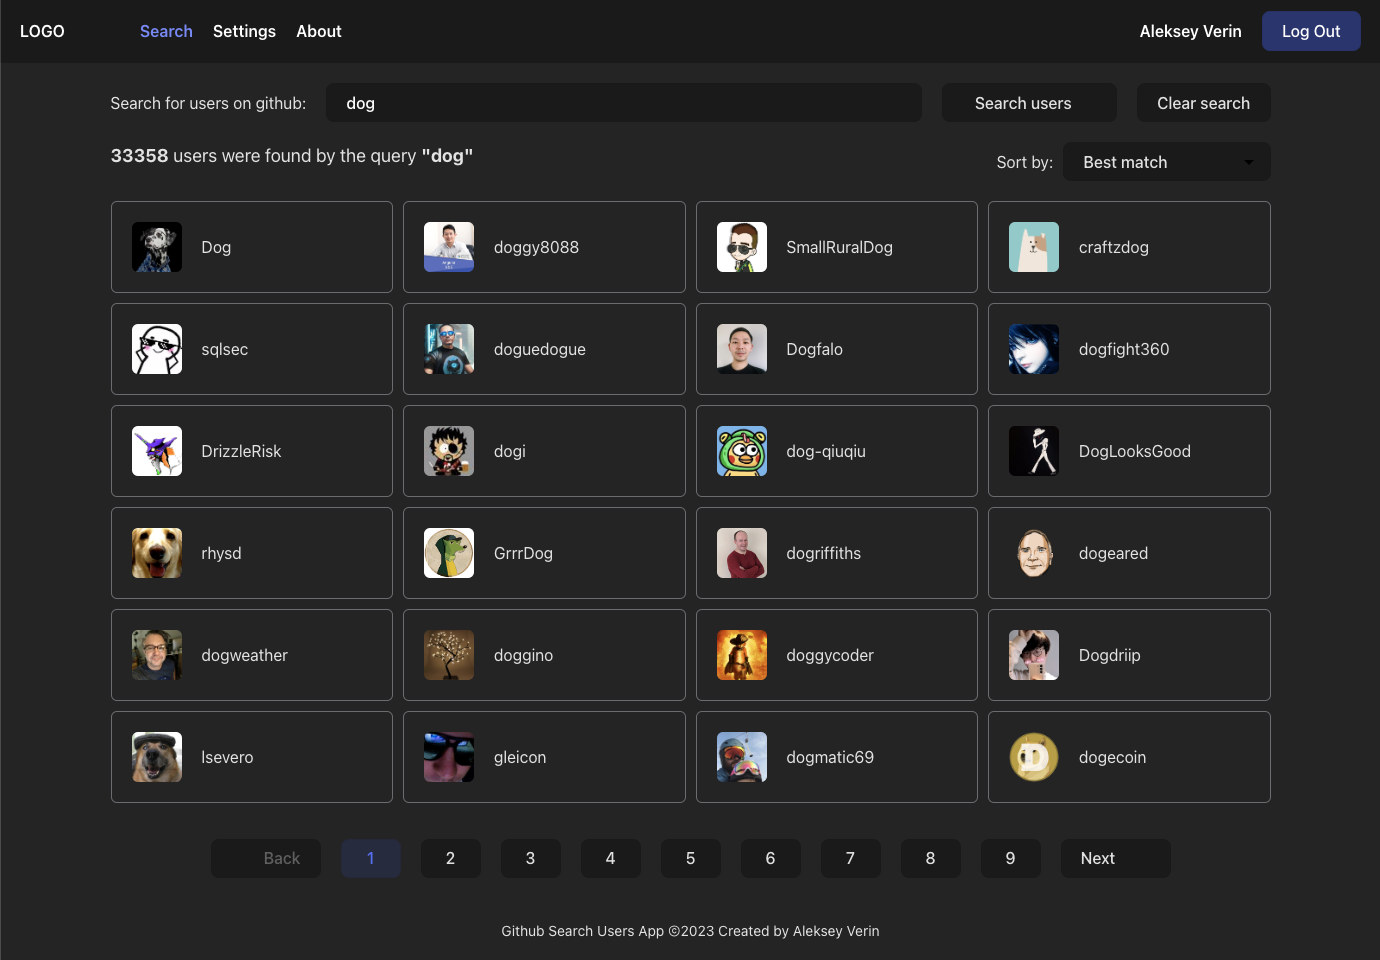 LOGO Search Settings About Aleksey Verin Log Out
Search for users on github: dog Search users Clear search
33358 users were found by the query "dog"
Sort by: Best match
Dog doggy8088 SmallRuralDog craftzdog
sqlsec doguedogue Dogfalo dogfight360
DrizzleRisk dogi dog-qiuqiu DogLooksGood
rhysd GrrrDog dogriffiths dogeared
dogweather doggino doggycoder Dogdriip
lsevero gleicon dogmatic69 dogecoin
Back 1 2 3 4 5 6 7 8 9 Next
Github Search Users App ©2023 Created by Aleksey Verin